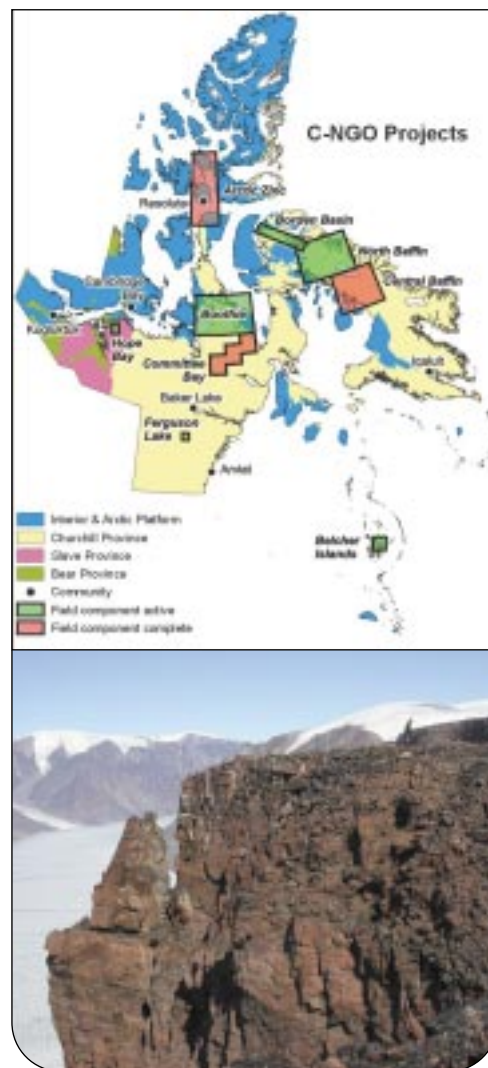 C-NGO Projects
Arctic Zinc
Resolute
Borden Basin
North Baffin
Central Baffin
Cambridge
Bay
Boothia
Kugluktuk
Hope
Bay
Committee
Bay
Iqaluit
Baker Lake
Ferguson
Lake
Arviat
Belcher
Islands
Interior & Arctic Platform
Churchill Province
Slave Province
Bear Province
Community
Field component active
Field component complete